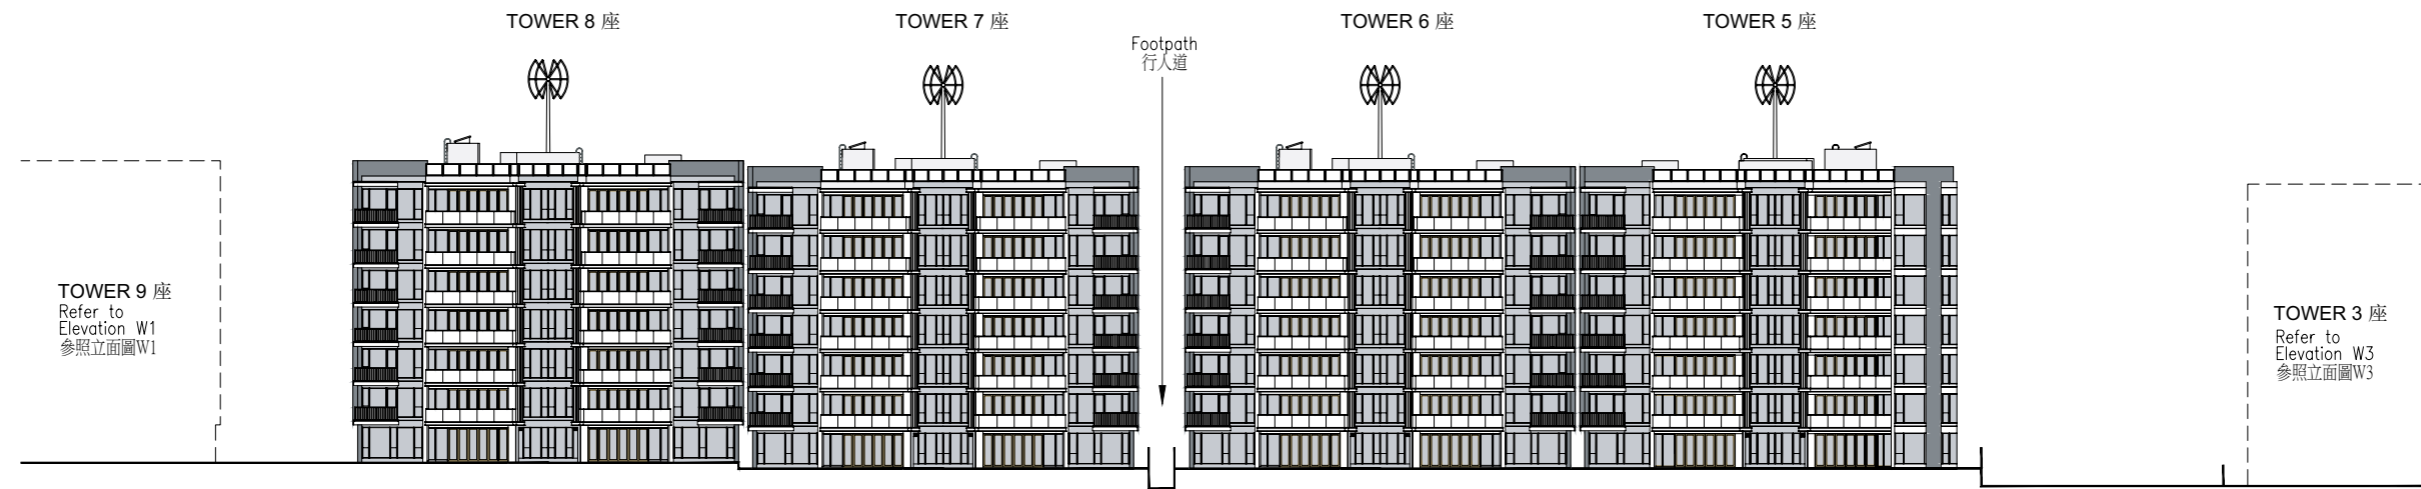 TOWER 8 座
TOWER 7 座
TOWER 6 座
TOWER 5 座
Footpath
行人道
TOWER 9 座
Refer to
Elevation W1
參照立面圖W1
TOWER 3 座
Refer to
Elevation W3
參照立面圖W3